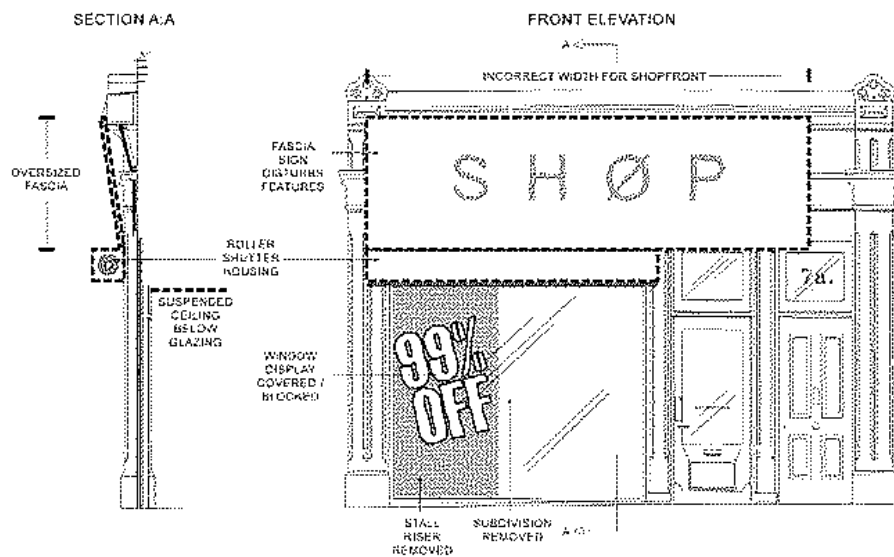 SECTION A:A
FRONT ELEVATION
A
INCORRECT WIDTH FOR SHOPFRONT
OVERSIZED
FASCIA
FASCIA
SIGN
DISTURBS
FEATURES
SHØP
ROLLER
SHUTTER
HOUSING
7a.
SUSPENDED
CEILING
BELOW
GLAZING
WINDOW
DISPLAY
COVERED /
BLOCKED
99%
OFF
STALL
RISER
REMOVED
SUBDIVISION
REMOVED
A